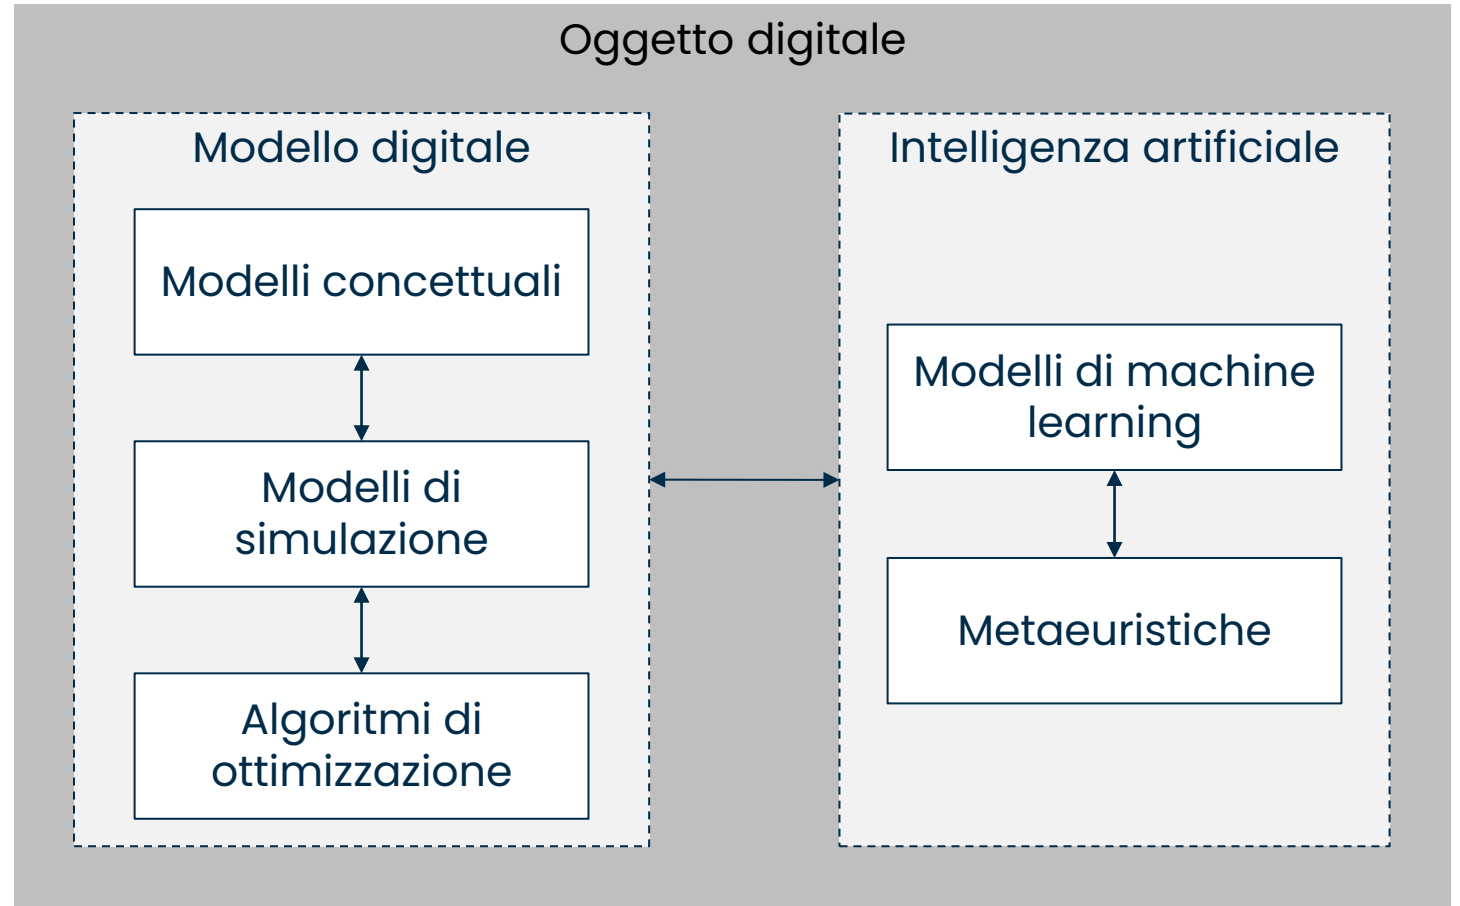 Oggetto digitale
Modello digitale
Modelli concettuali
Modelli di
simulazione
Algoritmi di
ottimizzazione
Intelligenza artificiale
Modelli di machine
learning
Metaeuristiche